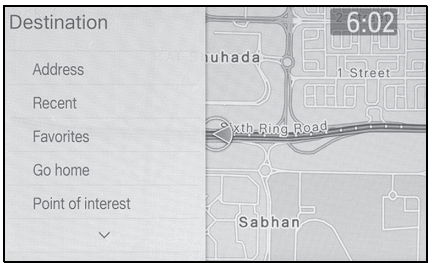 Destination
6:02
Address
Recent
Favorites
Go home
Point of interest
1 Street
Sixth Ring Road
Sabhan